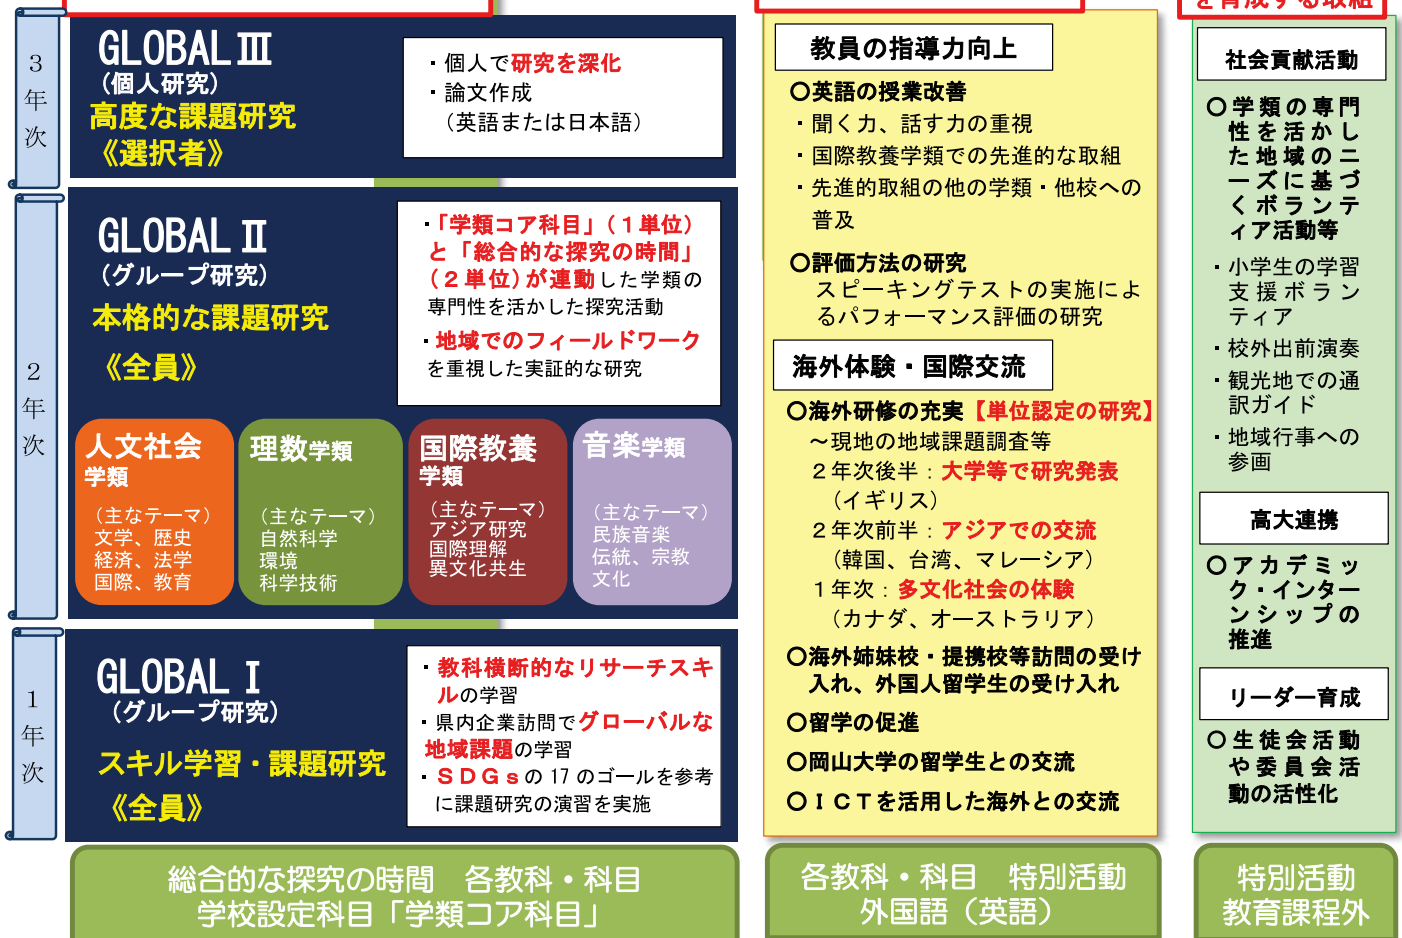 を育成する取組
3
年
次
GLOBALⅢ
（個人研究）
高度な課題研究
《選択者》
・個人で研究を深化
・論文作成
（英語または日本語）
2
年
次
GLOBALⅡ
（グループ研究）
本格的な課題研究
《全員》
・「学類コア科目」（１単位）
と「総合的な探究の時間」
（２単位）が連動した学類の
専門性を活かした探究活動
・地域でのフィールドワーク
を重視した実証的な研究
人文社会
学類
（主なテーマ）
文学、歴史
経済、法学
国際、教育
理数学類
（主なテーマ）
自然科学
環境
科学技術
国際教養
学類
（主なテーマ）
アジア研究
国際理解
異文化共生
音楽学類
（主なテーマ）
民族音楽
伝統、宗教
文化
1
年
次
GLOBALⅠ
（グループ研究）
スキル学習・課題研究
《全員》
・教科横断的なリサーチスキ
ルの学習
・県内企業訪問でグローバルな
地域課題の学習
・ＳＤＧｓの 17 のゴールを参考
に課題研究の演習を実施
総合的な探究の時間　各教科・科目
学校設定科目「学類コア科目」
教員の指導力向上
○英語の授業改善
・聞く力、話す力の重視
・国際教養学類での先進的な取組
・先進的取組の他の学類・他校への
普及
○評価方法の研究
スピーキングテストの実施によ
るパフォーマンス評価の研究
海外体験・国際交流
○海外研修の充実【単位認定の研究】
～現地の地域課題調査等
２年次後半：大学等で研究発表
（イギリス）
２年次前半：アジアでの交流
（韓国、台湾、マレーシア）
１年次：多文化社会の体験
（カナダ、オーストラリア）
○海外姉妹校・提携校等訪問の受け
入れ、外国人留学生の受け入れ
○留学の促進
○岡山大学の留学生との交流
○ＩＣＴを活用した海外との交流
各教科・科目　特別活動
外国語（英語）
社会貢献活動
○学類の専門
性を活かし
た地域のニ
ーズに基づ
くボランテ
ィア活動等
・小学生の学習
支援ボラン
ティア
・校外出前演奏
・観光地での通
訳ガイド
・地域行事への
参画
高大連携
○アカデミッ
ク・インター
ンシップの
推進
リーダー育成
○生徒会活動
や委員会活
動の活性化
特別活動
教育課程外